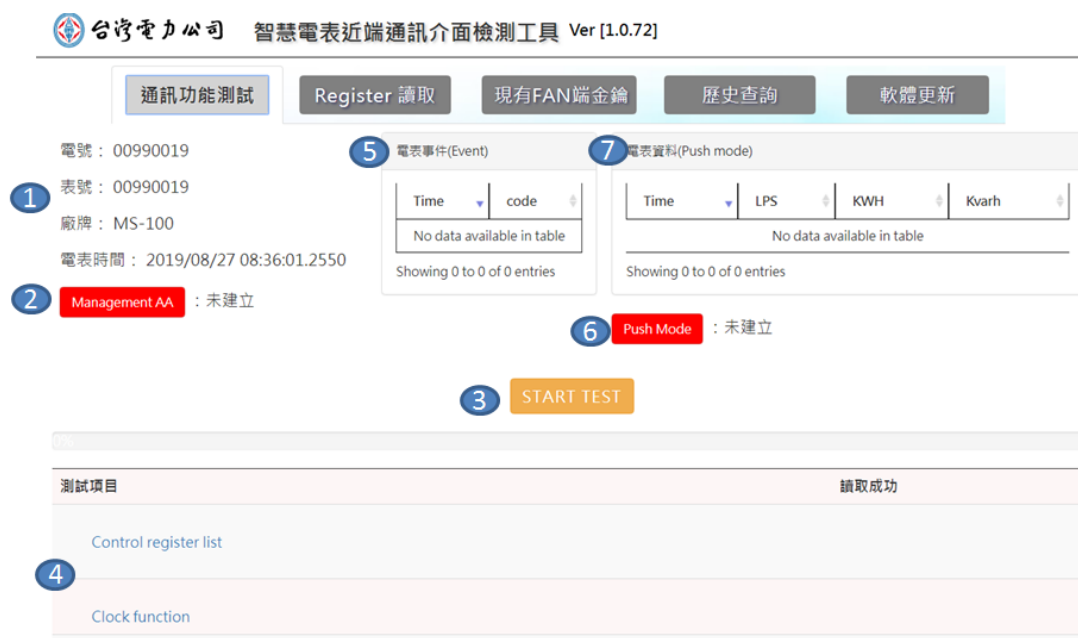 台灣電力公司 智慧電表近端通訊介面檢測工具 Ver [1.0.72]
通訊功能測試 Register 讀取 現有FAN端金鑰 歷史查詢 軟體更新
電號： 00990019
1
表號： 00990019
廠牌： MS-100
電表時間： 2019/08/27 08:36:01.2550
2 Management AA ：未建立
5 電表事件(Event)
Time code
No data available in table
Showing 0 to 0 of 0 entries
7 電表資料(Push mode)
Time LPS KWH Kvarh
No data available in table
Showing 0 to 0 of 0 entries
6 Push Mode ：未建立
3 START TEST
測試項目 讀取成功
Control register list
4
Clock function